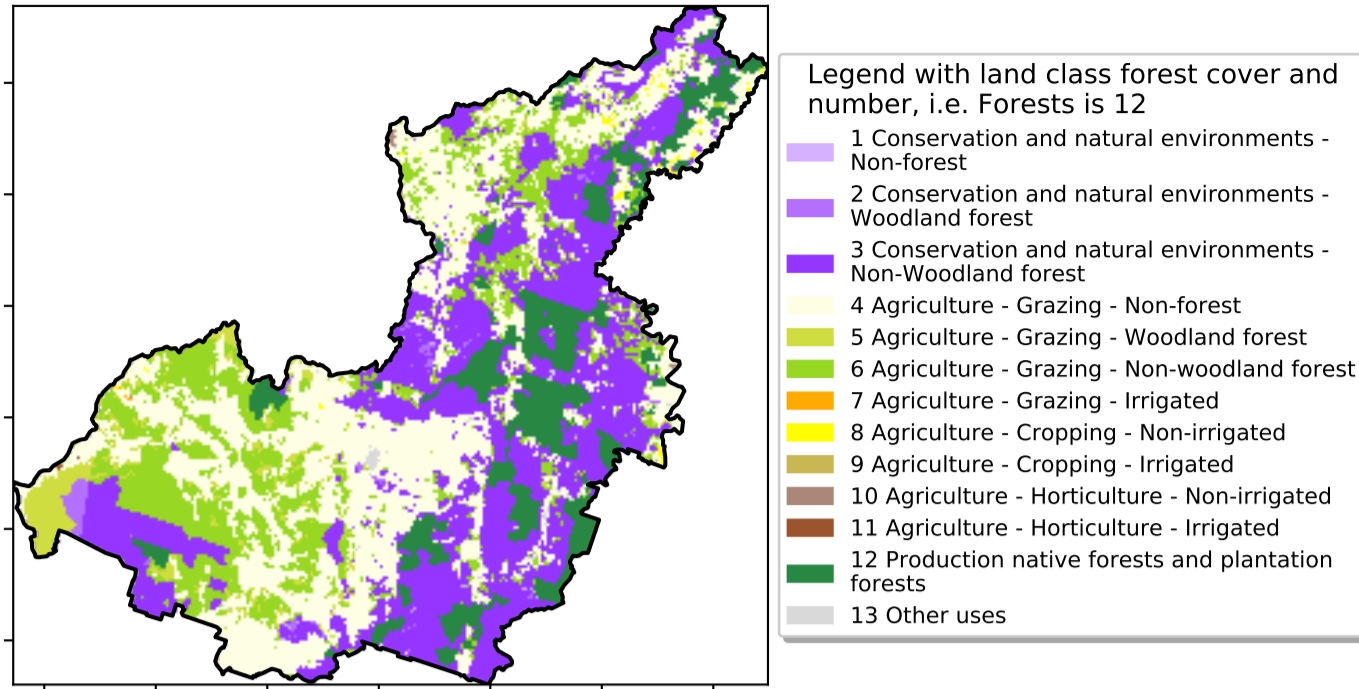 Legend with land class forest cover and
number, i.e. Forests is 12
1 Conservation and natural environments -
Non-forest
2 Conservation and natural environments -
Woodland forest
3 Conservation and natural environments -
Non-Woodland forest
4 Agriculture - Grazing - Non-forest
5 Agriculture - Grazing - Woodland forest
6 Agriculture - Grazing - Non-woodland forest
7 Agriculture - Grazing - Irrigated
8 Agriculture - Cropping - Non-irrigated
9 Agriculture - Cropping - Irrigated
10 Agriculture - Horticulture - Non-irrigated
11 Agriculture - Horticulture - Irrigated
12 Production native forests and plantation
forests
13 Other uses